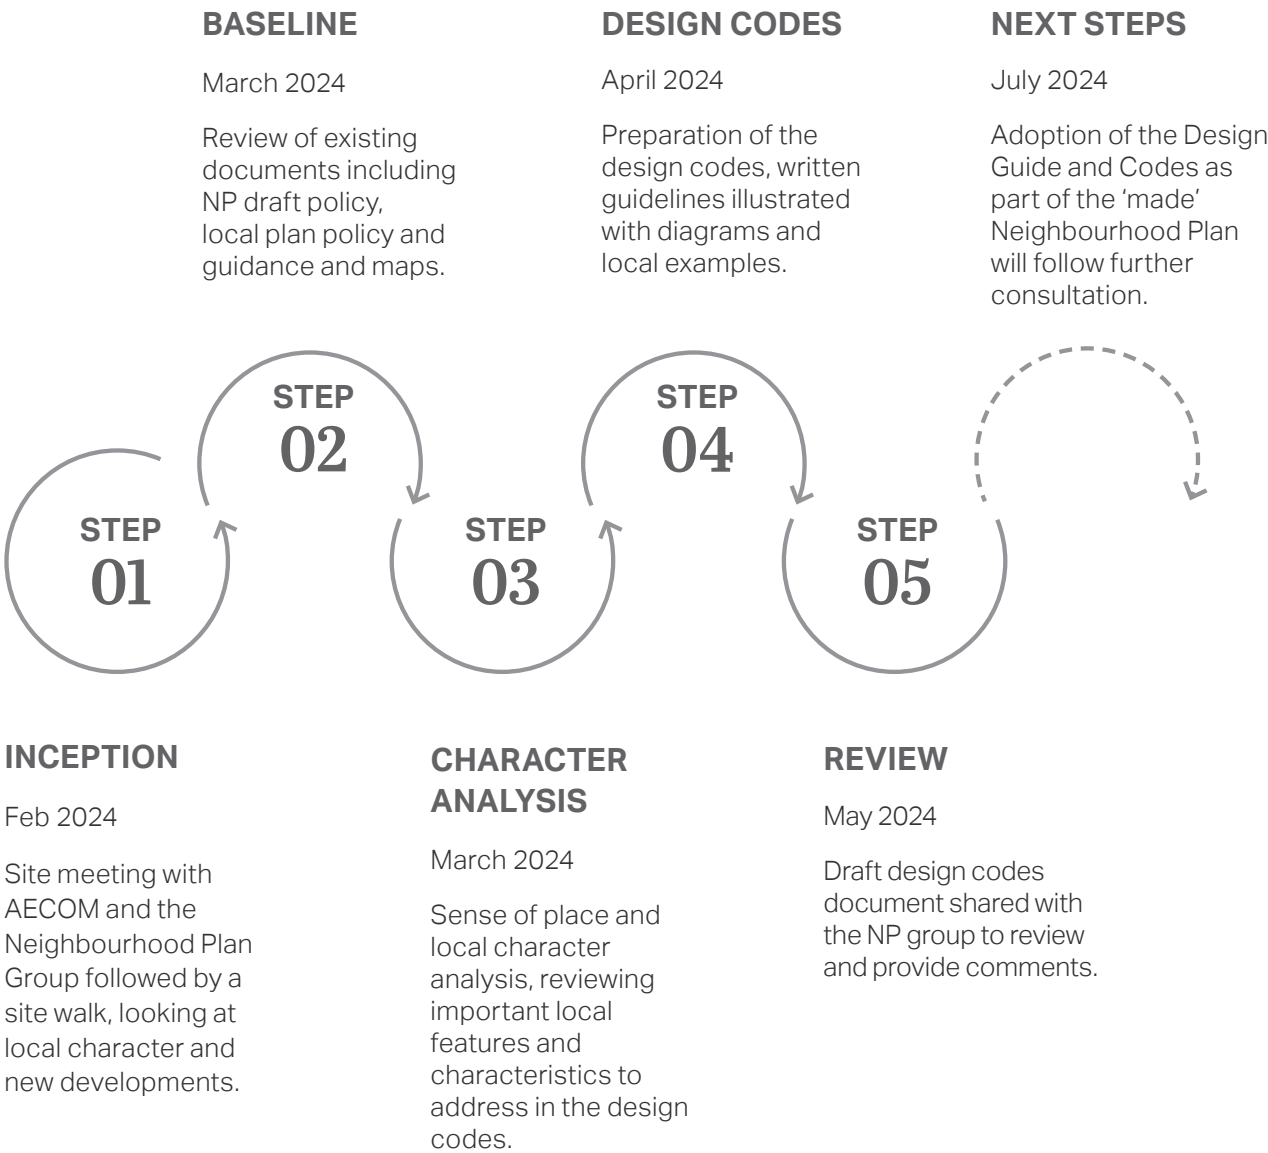 BASELINE
March 2024
Review of existing
documents including
NP draft policy,
local plan policy and
guidance and maps.
DESIGN CODES
April 2024
Preparation of the
design codes, written
guidelines illustrated
with diagrams and
local examples.
NEXT STEPS
July 2024
Adoption of the Design
Guide and Codes as
part of the ‘made’
Neighbourhood Plan
will follow further
consultation.
STEP
01
STEP
02
STEP
03
STEP
04
STEP
05
INCEPTION
Feb 2024
Site meeting with
AECOM and the
Neighbourhood Plan
Group followed by a
site walk, looking at
local character and
new developments.
CHARACTER
ANALYSIS
March 2024
Sense of place and
local character
analysis, reviewing
important local
features and
characteristics to
address in the design
codes.
REVIEW
May 2024
Draft design codes
document shared with
the NP group to review
and provide comments.